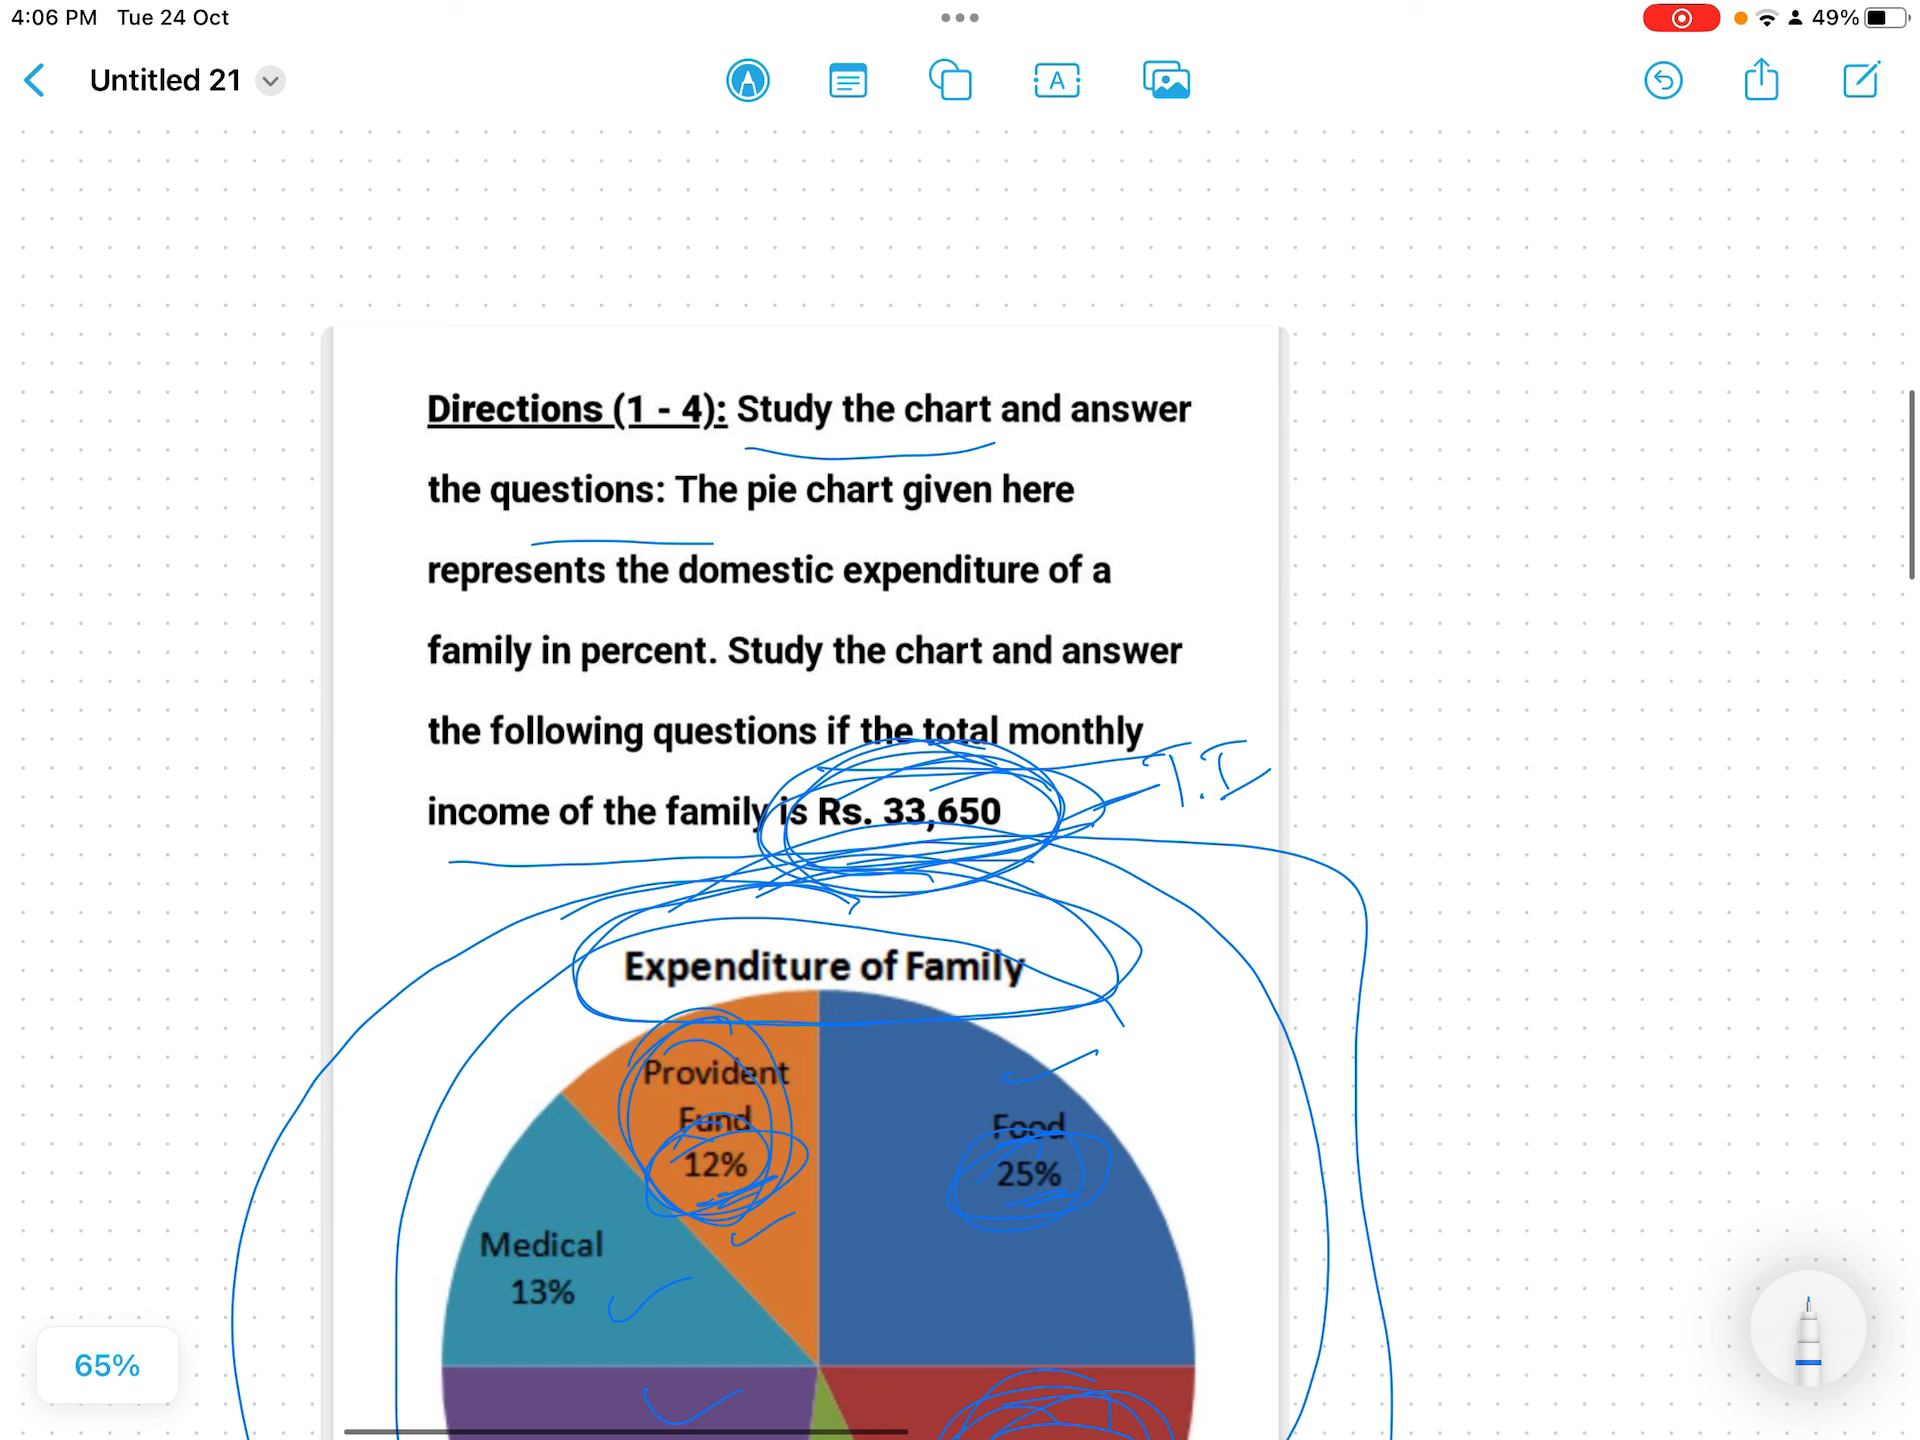 4:06 PM Tue 24 Oct
49%
Untitled 21
A
Directions (1 - 4): Study the chart and answer
the questions: The pie chart given here
represents the domestic expenditure of a
family in percent. Study the chart and answer
the following questions if the total monthly
income of the family is Rs. 33,650
T.I
Expenditure of Family
Provident
Fund
12%
Food
25%
Medical
13%
65%